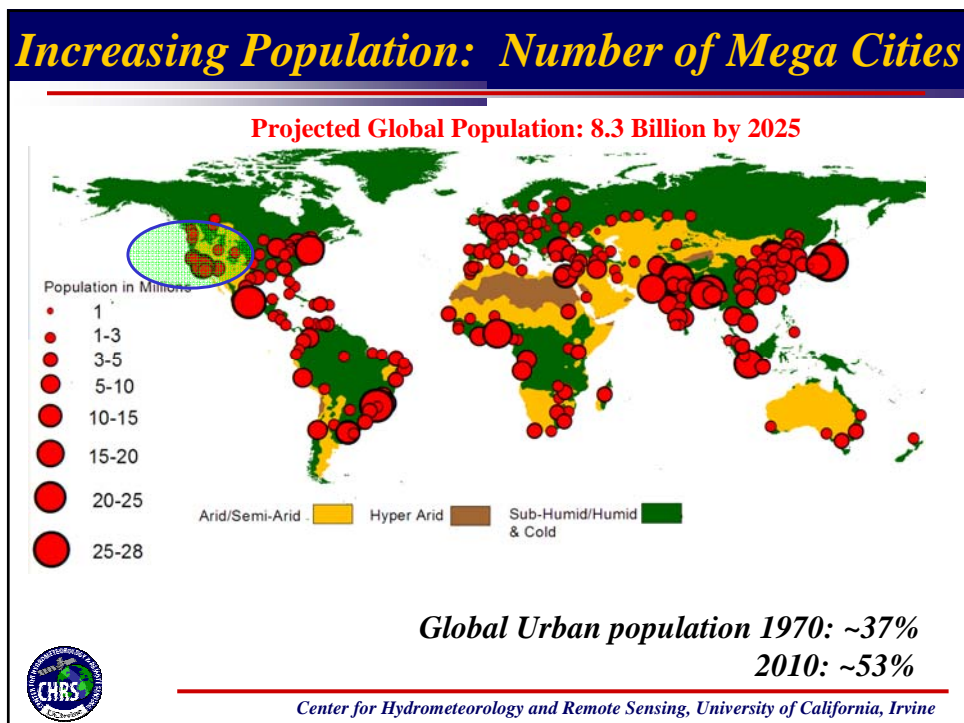 Increasing Population: Number of Mega Cities
Projected Global Population: 8.3 Billion by 2025
Population in Millions
1
1-3
3-5
5-10
10-15
15-20
20-25
25-28
Arid/Semi-Arid
Hyper Arid
Sub-Humid/Humid
& Cold
Global Urban population 1970: ~37%
2010: ~53%
CHRS
Center for Hydrometeorology and Remote Sensing, University of California, Irvine